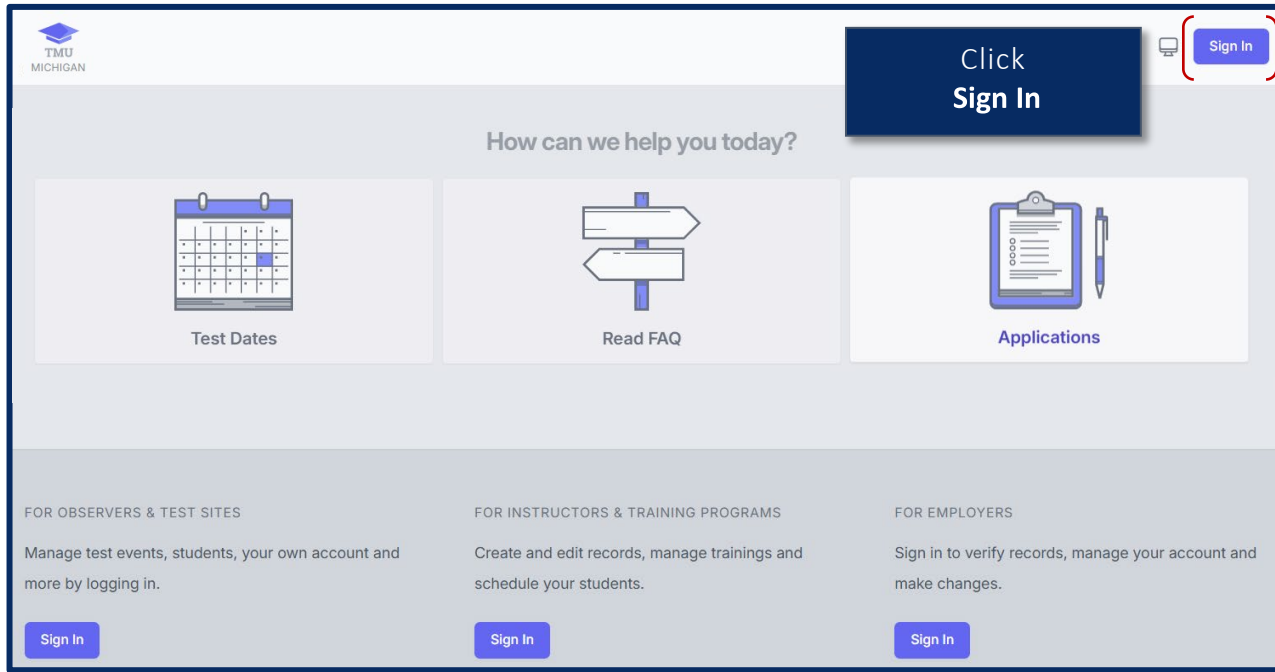 TMU
MICHIGAN
Click
Sign In
Sign In
How can we help you today?
Test Dates
Read FAQ
Applications
FOR OBSERVERS & TEST SITES
Manage test events, students, your own account and
more by logging in.
Sign In
FOR INSTRUCTORS & TRAINING PROGRAMS
Create and edit records, manage trainings and
schedule your students.
Sign In
FOR EMPLOYERS
Sign in to verify records, manage your account and
make changes.
Sign In